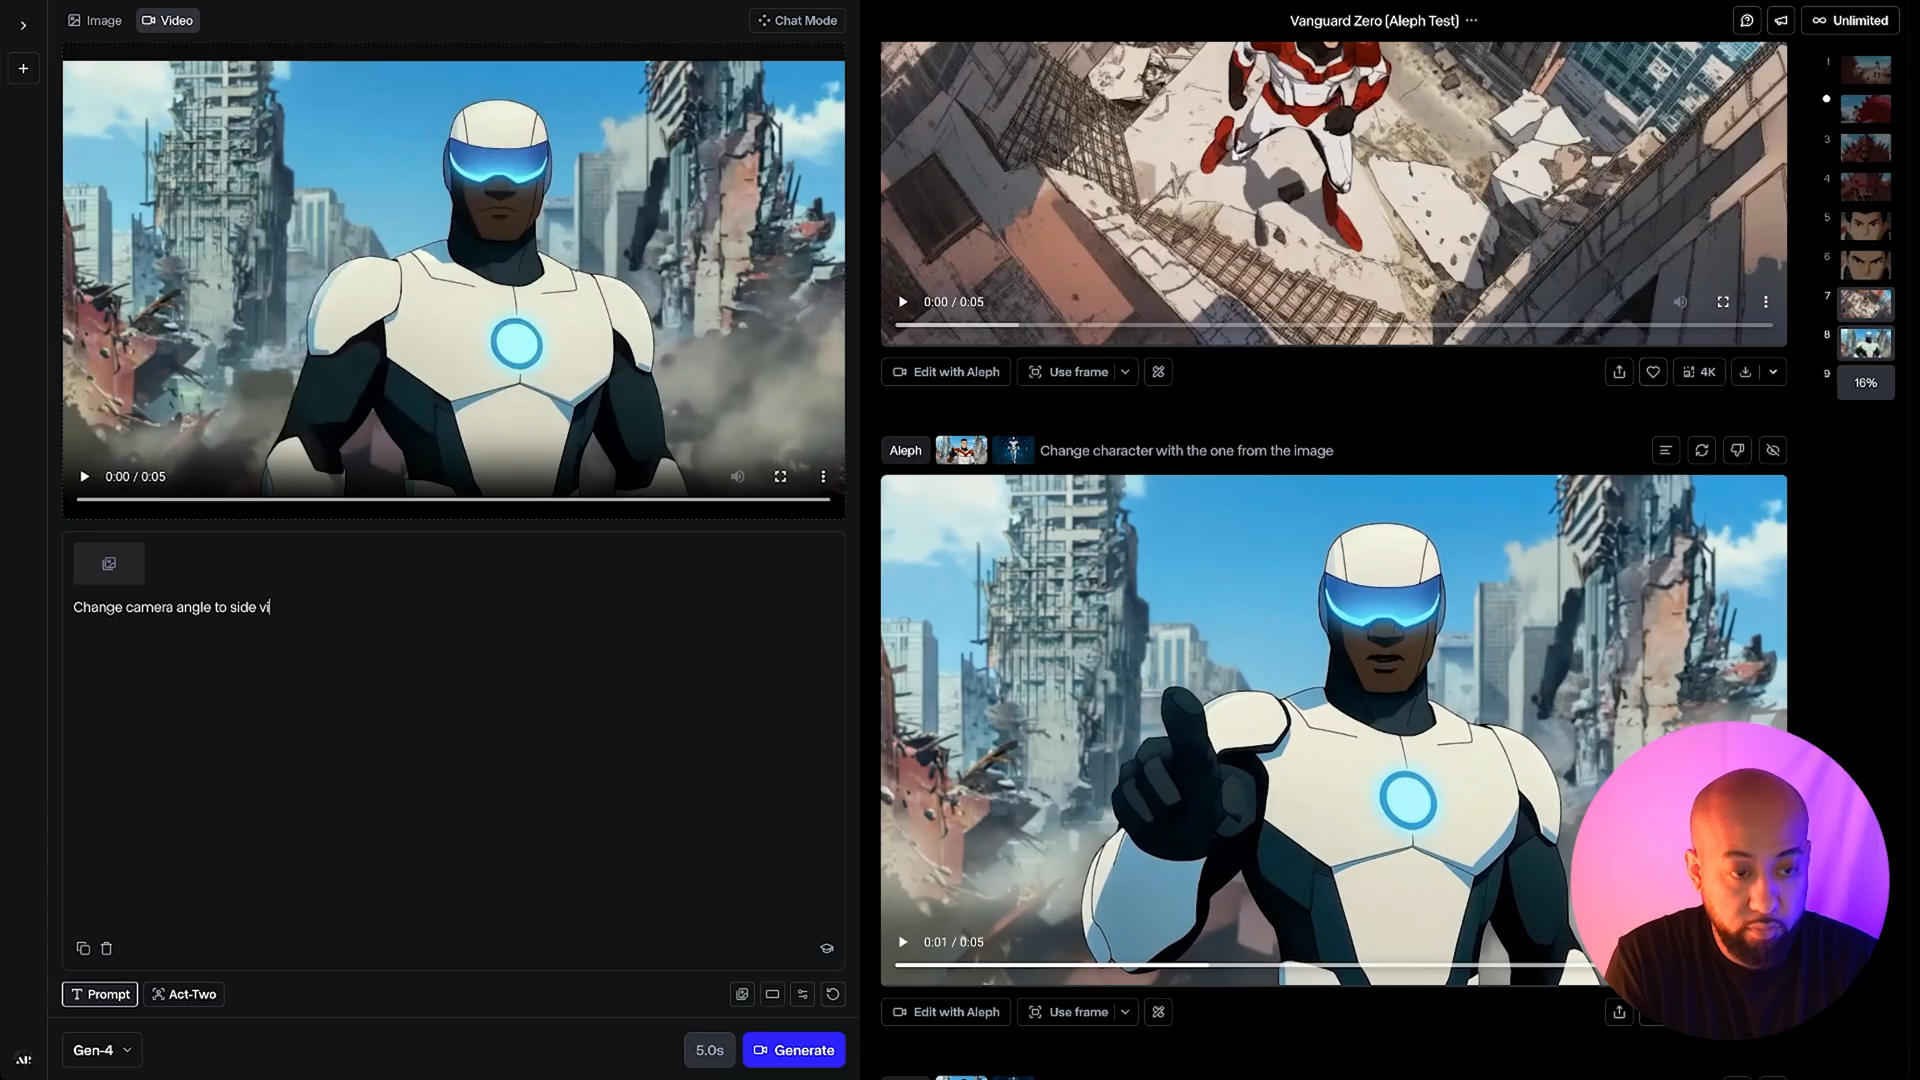 Image
Video
Chat Mode
0:00 / 0:05
Change camera angle to side vi
Prompt
Act-Two
Gen-4
5.0s
Generate
Vanguard Zero (Aleph Test)
Unlimited
0:00 / 0:05
Edit with Aleph
Use frame
4K
Aleph
Change character with the one from the image
0:01 / 0:05
Edit with Aleph
Use frame
1
3
4
5
6
7
8
9
16%